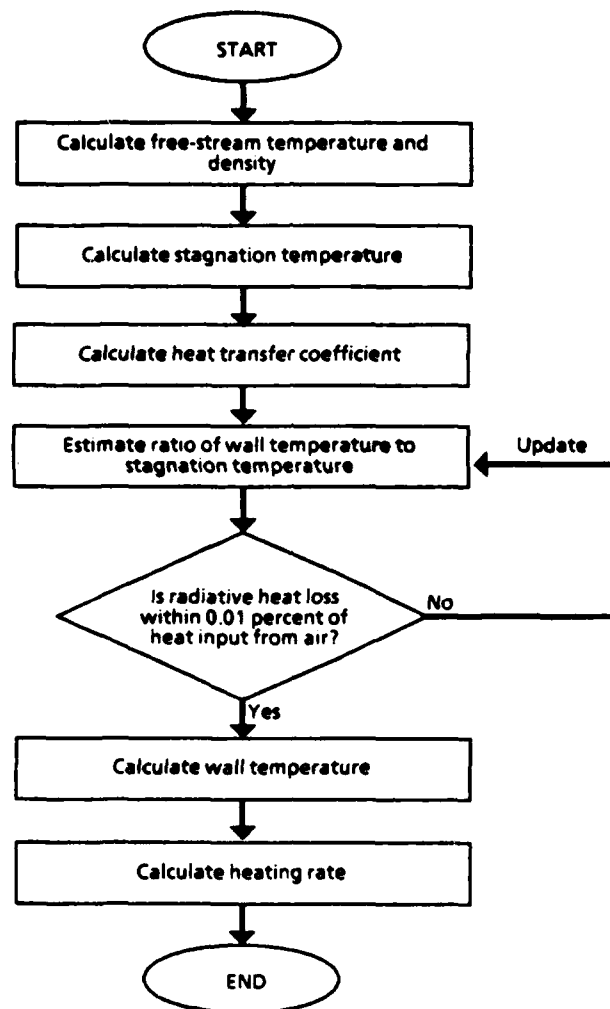 START
Calculate free-stream temperature and
density
Calculate stagnation temperature
Calculate heat transfer coefficient
Estimate ratio of wall temperature to
stagnation temperature
Update
Is radiative heat loss
within 0.01 percent of
heat input from air?
No
Yes
Calculate wall temperature
Calculate heating rate
END